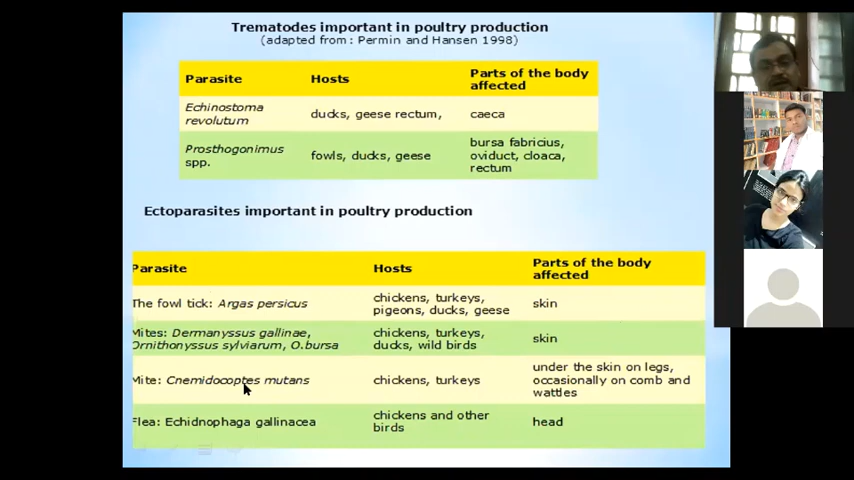 Trematodes important in poultry production
(adapted from: Permin and Hansen 1998)
Parasite Hosts Parts of the body affected
Echinostoma revolutum ducks, geese rectum, caeca
Prosthogonimus spp. fowls, ducks, geese bursa fabricius, oviduct, cloaca, rectum
Ectoparasites important in poultry production
Parasite Hosts Parts of the body affected
The fowl tick: Argas persicus chickens, turkeys, pigeons, ducks, geese skin
Mites: Dermanyssus gallinae, Ornithonyssus sylviarum, O.bursa chickens, turkeys, ducks, wild birds skin
Mite: Cnemidocoptes mutans chickens, turkeys under the skin on legs, occasionally on comb and wattles
Flea: Echidnophaga gallinacea chickens and other birds head